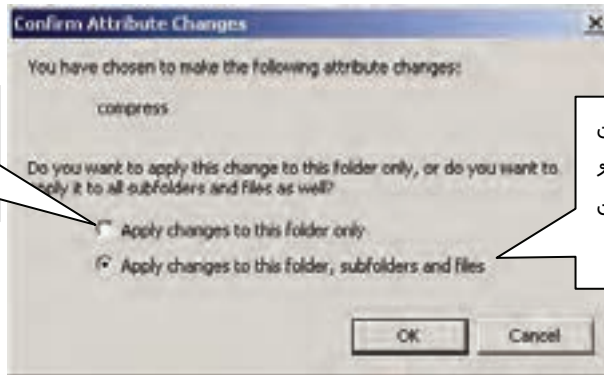 Confirm Attribute Changes
You have chosen to make the following attribute changes:
compress
Do you want to apply this change to this folder only, or do you want to
apply it to all subfolders and files as well?
Apply changes to this folder only
Apply changes to this folder, subfolders and files
OK Cancel